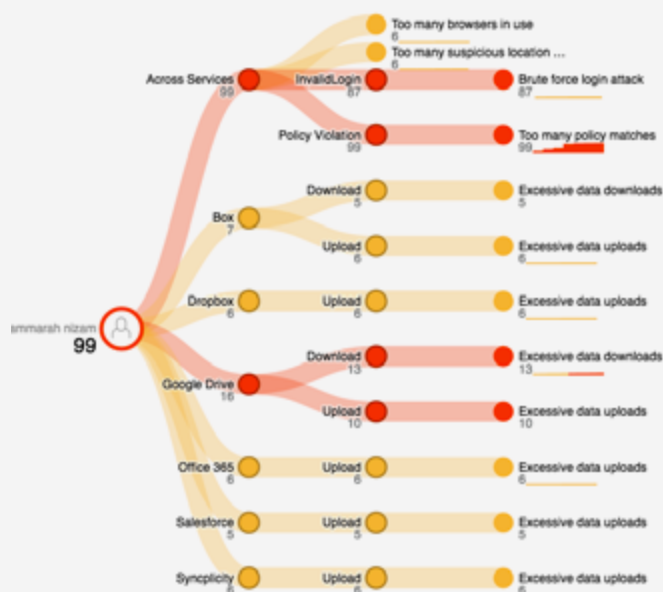 Too many browsers in use
6
Too many suspicious location ...
6
Across Services
99
InvalidLogin
87
Brute force login attack
87
Policy Violation
99
Too many policy matches
99
Download
5
Excessive data downloads
5
Box
7
Upload
6
Excessive data uploads
6
Dropbox
6
Upload
6
Excessive data uploads
6
ammarah nizam
99
Download
13
Excessive data downloads
13
Google Drive
16
Upload
10
Excessive data uploads
10
Office 365
6
Upload
6
Excessive data uploads
6
Salesforce
5
Upload
5
Excessive data uploads
5
Syncplicity
6
Upload
6
Excessive data uploads
6